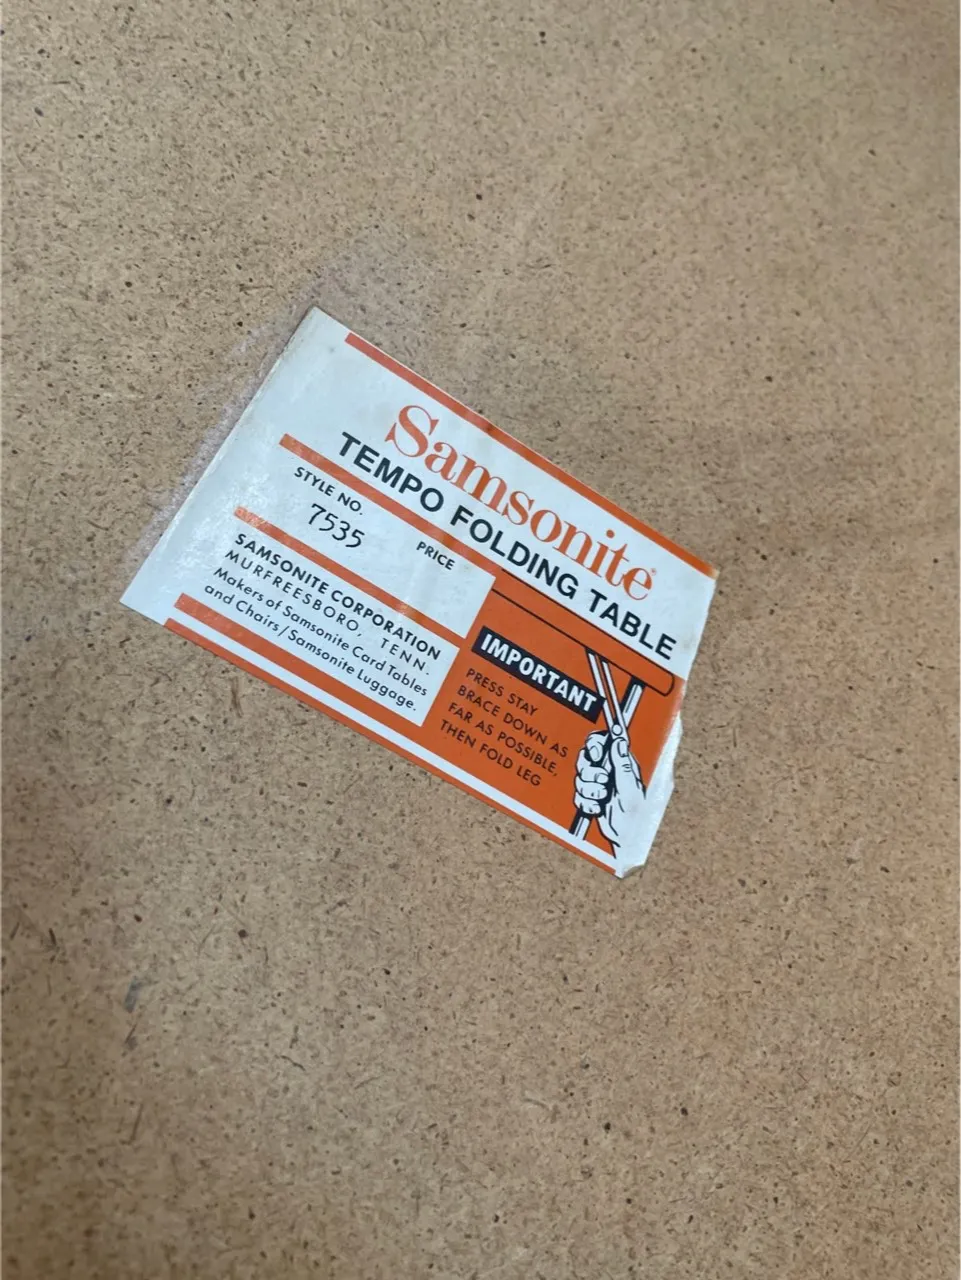 Samsonite
TEMPO FOLDING TABLE
STYLE NO.
7535
PRICE
SAMSONITE CORPORATION
MURFREESBORO, TENN.
Makers of Samsonite Card Tables
and Chairs/Samsonite Luggage.
IMPORTANT
PRESS STAY
BRACE DOWN AS
FAR AS POSSIBLE,
THEN FOLD LEG